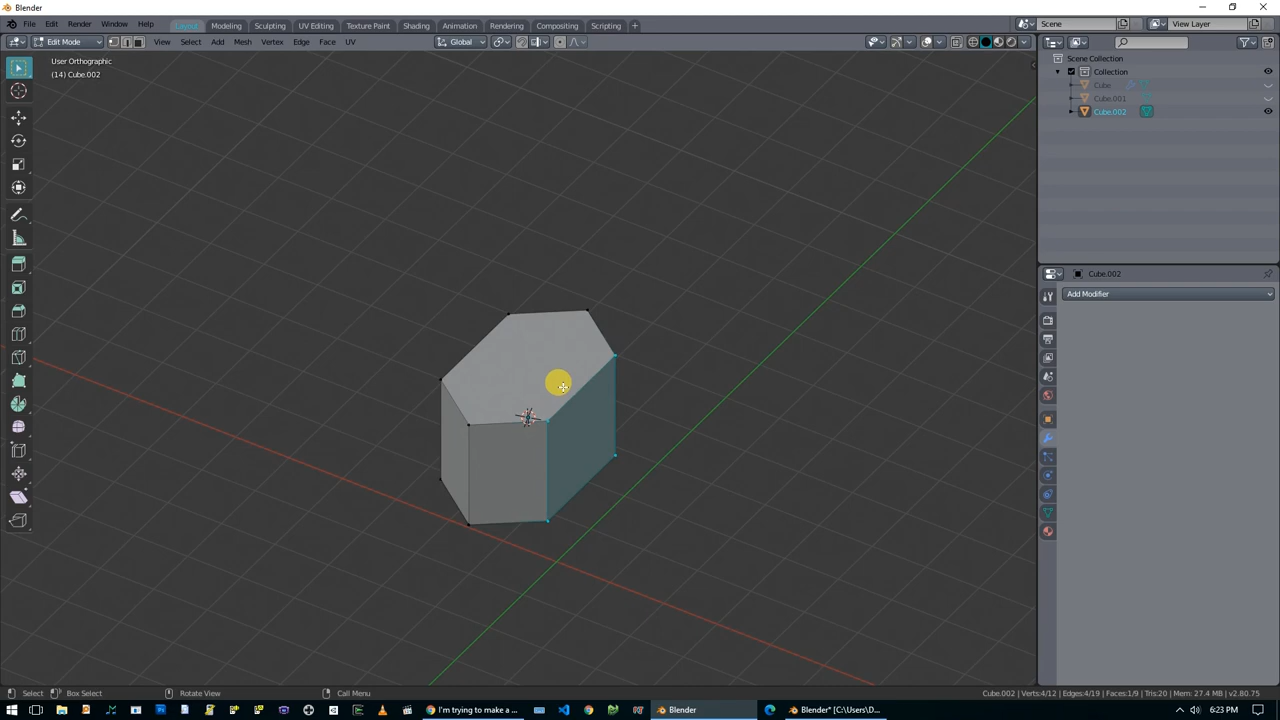 Blender
File Edit Render Window Help Layout Modeling Sculpting UV Editing Texture Paint Shading Animation Rendering Compositing Scripting + Scene View Layer
Edit Mode View Select Add Mesh Vertex Edge Face UV Global
User Orthographic
(14) Cube.002
Scene Collection
Collection
Cube
Cube.001
Cube.002
Cube.002
Add Modifier
Select Box Select Rotate View Call Menu Cube.002 | Verts:4/12 | Edges:4/19 | Faces:1/9 | Tris:20 | Mem: 27.4 MB | v2.80.75
I'm trying to make a ... Blender Blender* [C:\Users\D... 6:23 PM